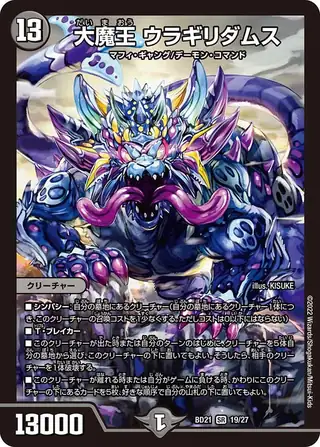 13
だいまおう
大魔王 ウラギリダムス
マフィ・ギャング/デーモン・コマンド
illus. KISUKE
クリーチャー
■シンパシー:自分の墓地にあるクリーチャー(自分の墓地にあるクリーチャー1体につき、このクリーチャーの召喚コストを1少なくする。ただしコストは0以下にはならない)
■T・ブレイカー
■このクリーチャーが出た時または自分のターンのはじめに、クリーチャーを5体自分の墓地から選び、このクリーチャーの下に置いてもよい。そうしたら、相手のクリーチャーを1体破壊する。
■このクリーチャーが離れる時または自分がゲームに負ける時、かわりにこのクリーチャーの下にあるカードを5枚、好きな順序で自分の山札の下に置いてもよい。
13000
BD21 SR 19/27
©2022 Wizards/Shogakukan/Mitsui-Kids